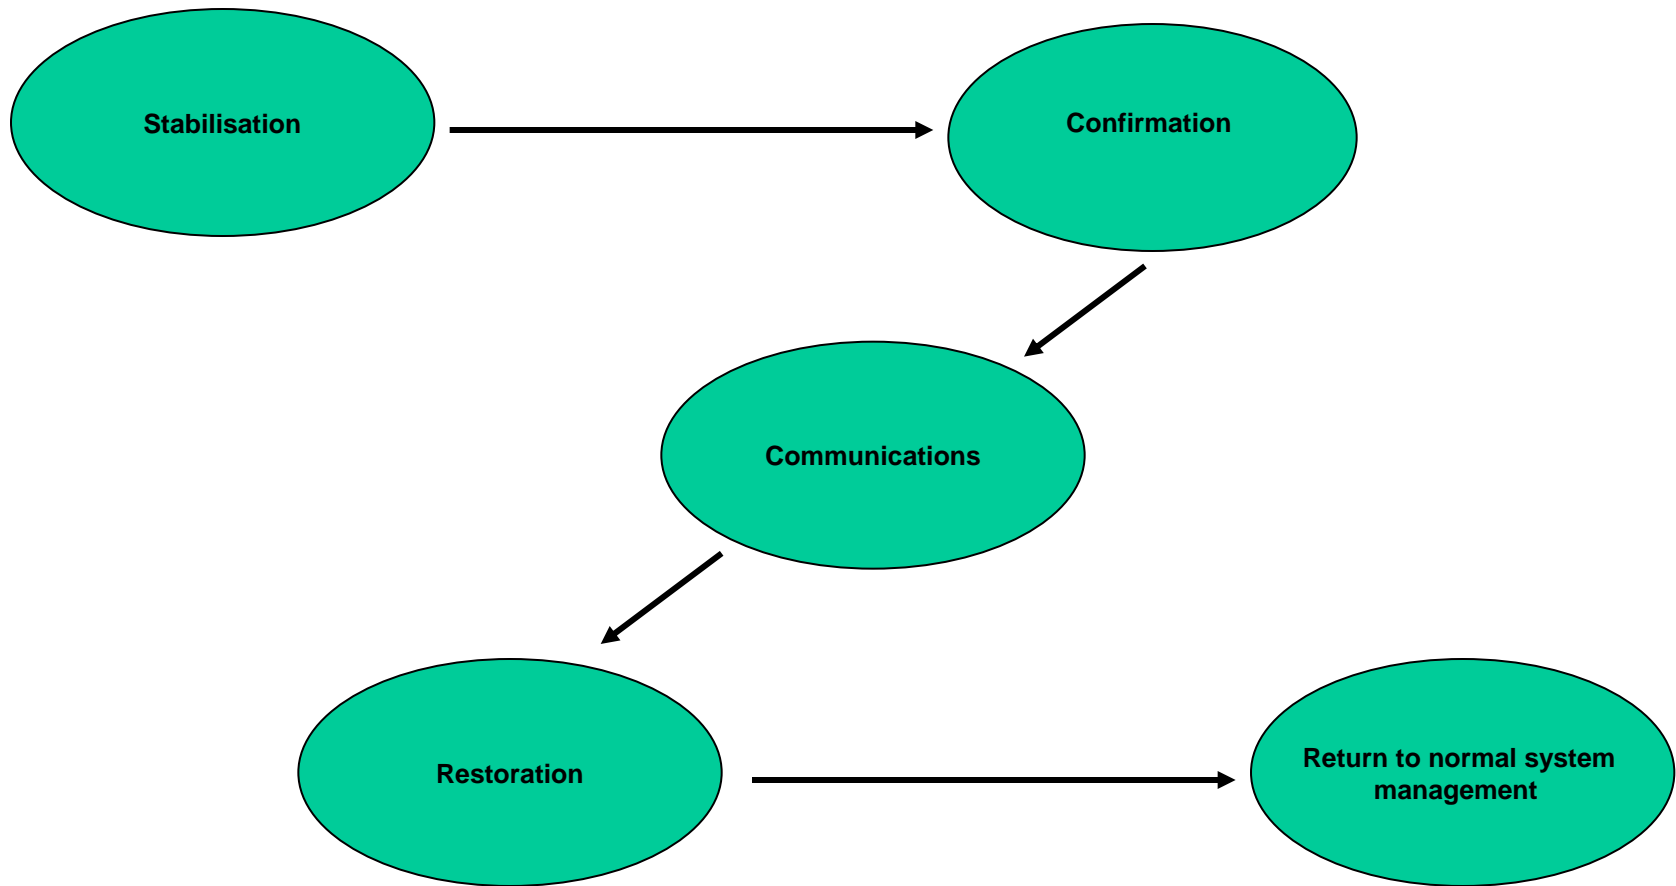 Stabilisation
Confirmation
Communications
Restoration
Return to normal system
management